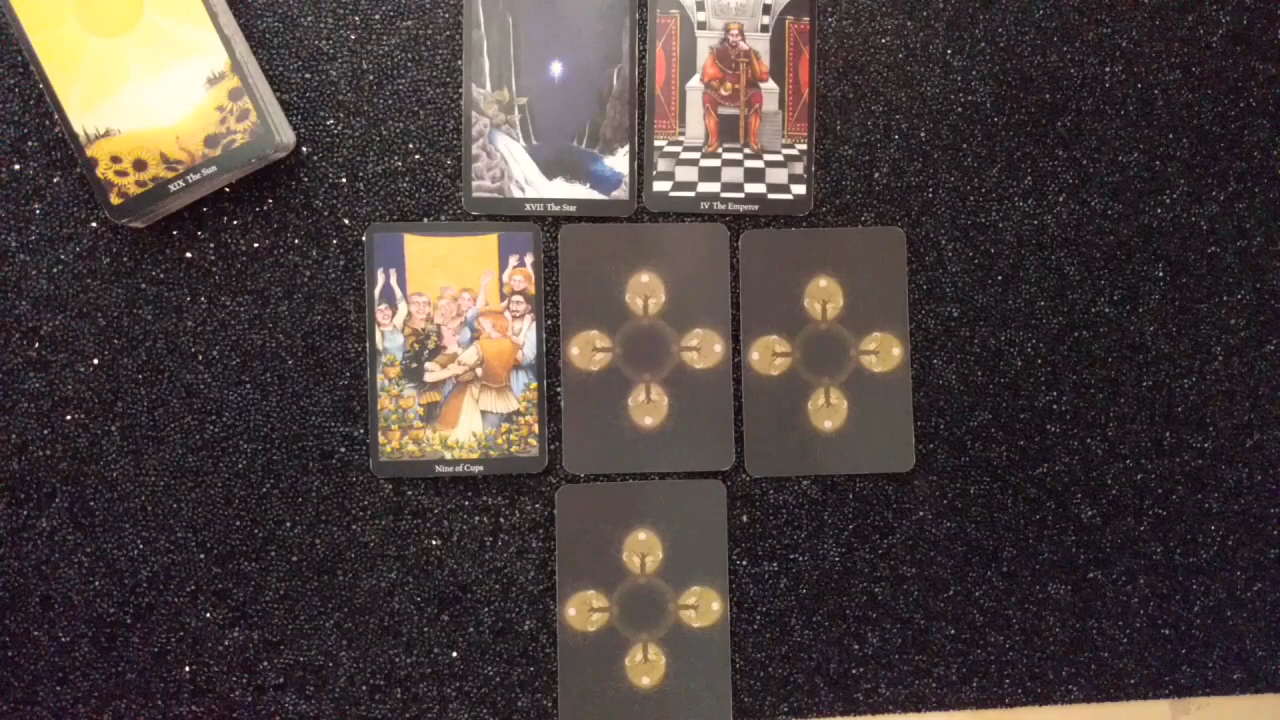 XIX The Sun
XVII The Star
IV The Emperor
Nine of Cups